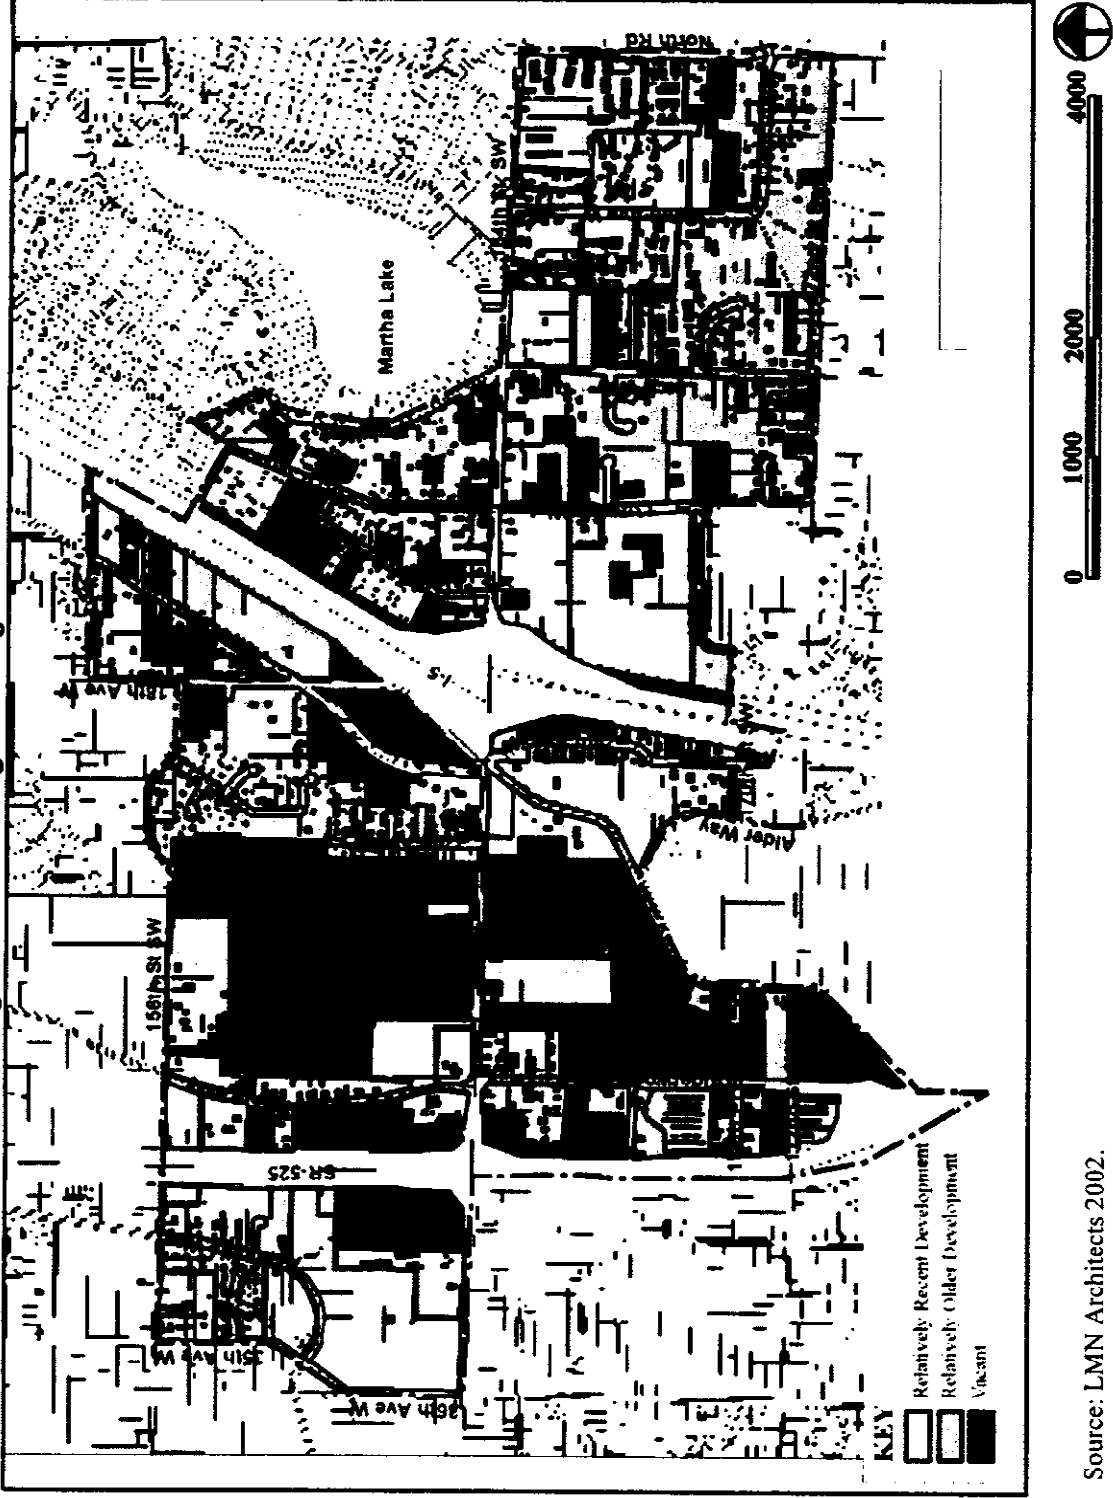 North Rd
164th St. SW
Martha Lake
I-5
18th Ave W
Alder Way
156th St SW
SR-525
35th Ave W
36th Ave W
KEY
Relatively Recent Development
Relatively Older Development
Vacant
0 1000 2000 4000
Source: LMN Architects 2002.